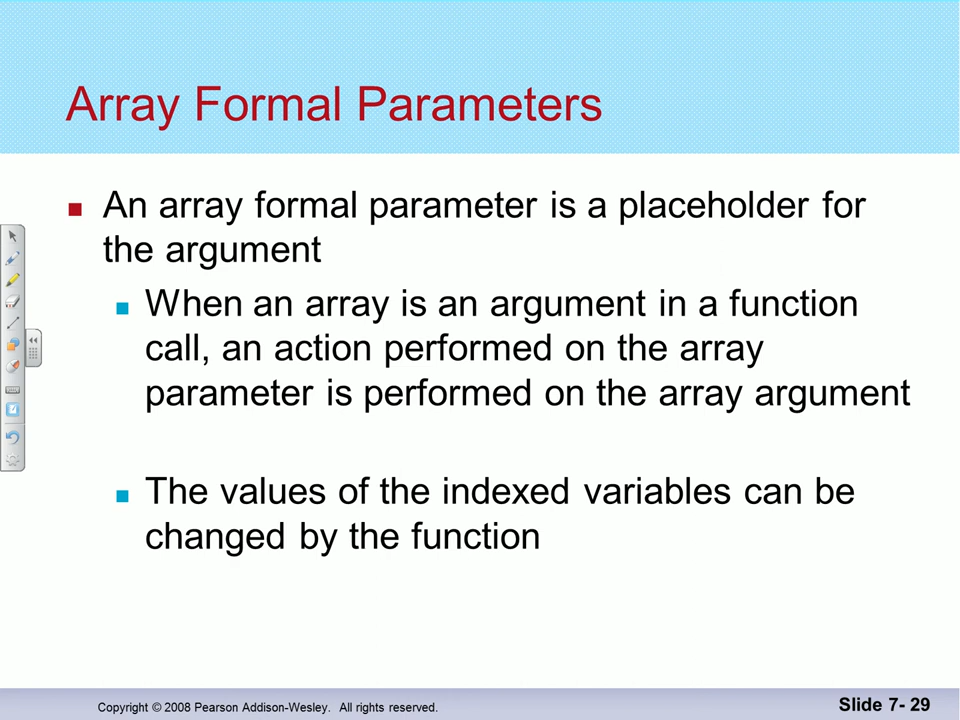 Array Formal Parameters
An array formal parameter is a placeholder for
the argument
When an array is an argument in a function
call, an action performed on the array
parameter is performed on the array argument
The values of the indexed variables can be
changed by the function
Copyright © 2008 Pearson Addison-Wesley. All rights reserved.
Slide 7- 29